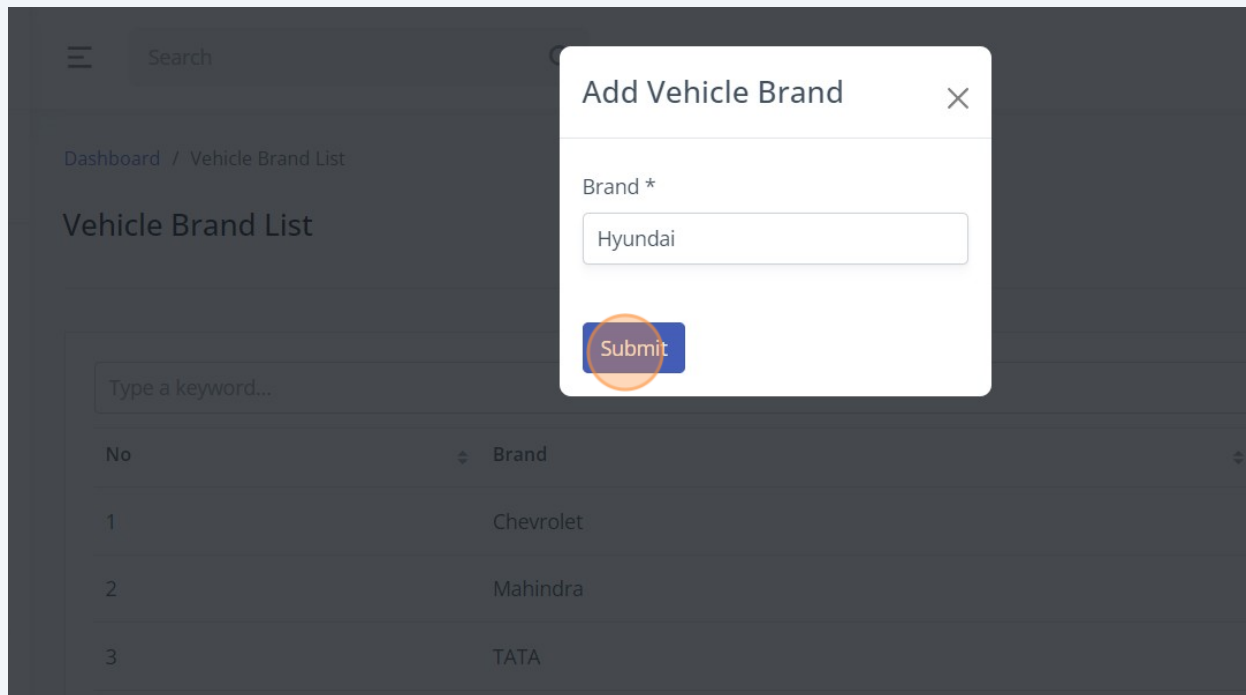 Search
Add Vehicle Brand
Dashboard / Vehicle Brand List
Brand *
Vehicle Brand List
Hyundai
Submit
Type a keyword...
No Brand
1 Chevrolet
2 Mahindra
3 TATA